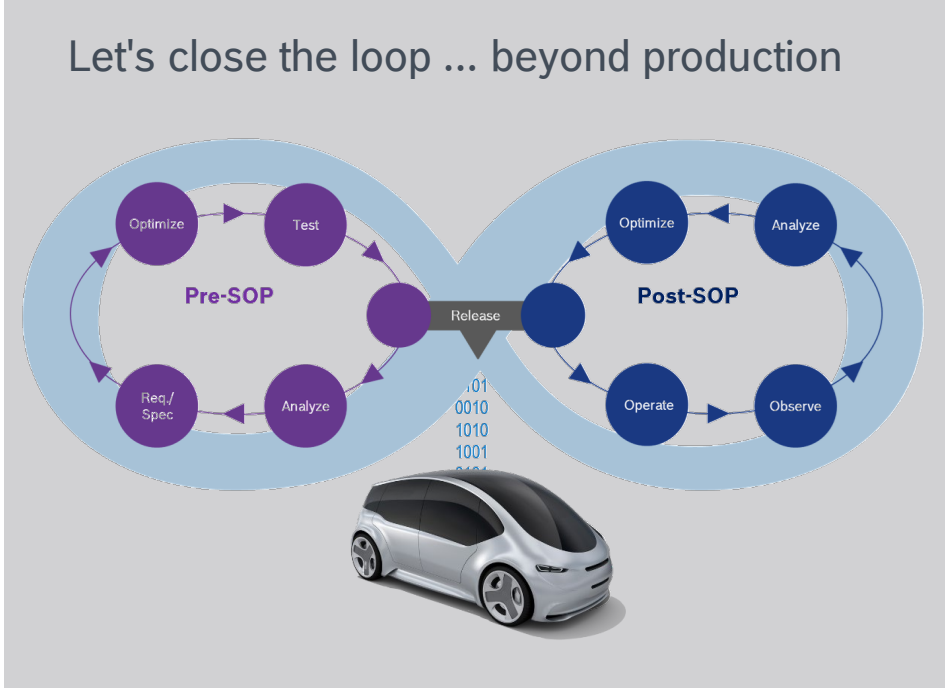 Let's close the loop ... beyond production
Optimize
Test
Pre-SOP
Req./
Spec
Analyze
Release
Optimize
Analyze
Post-SOP
Operate
Observe
0010
1010
1001